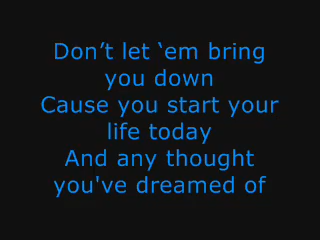 Don’t let ‘em bring
you down
Cause you start your
life today
And any thought
you've dreamed of